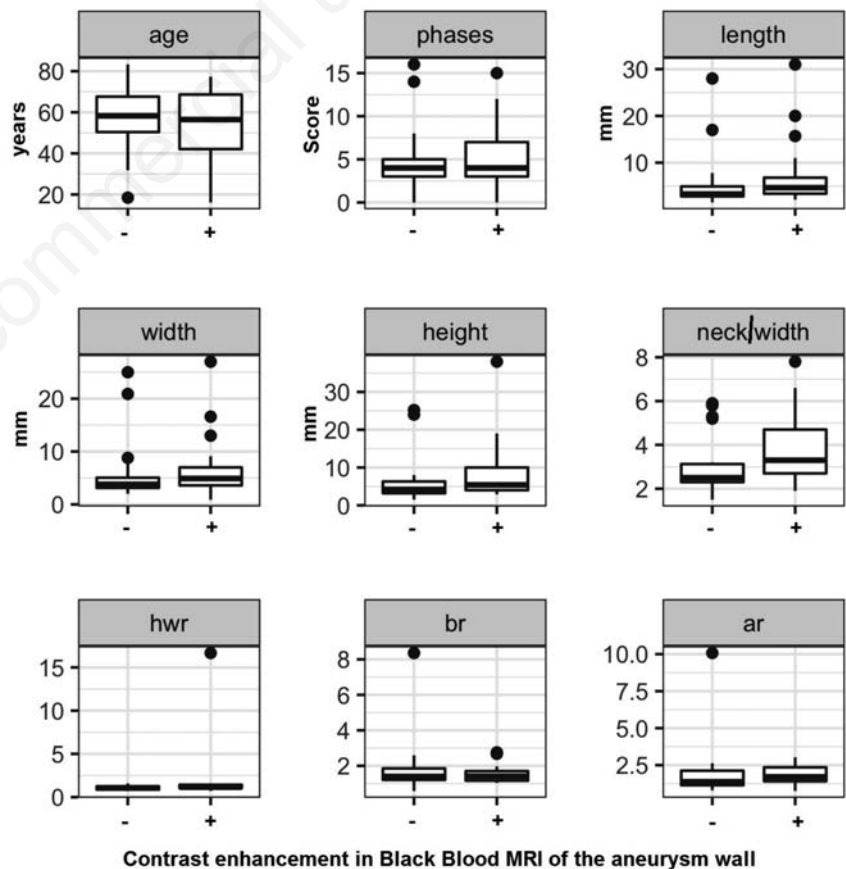 commercial
age
phases
length
years
80
60
40
20
Score
15
10
5
0
mm
30
20
10
- +
- +
- +
width
height
neck/width
mm
20
10
0
mm
30
20
10
0
8
6
4
2
- +
- +
- +
hwr
br
ar
15
10
5
0
8
6
4
2
10.0
7.5
5.0
2.5
- +
- +
- +
Contrast enhancement in Black Blood MRI of the aneurysm wall